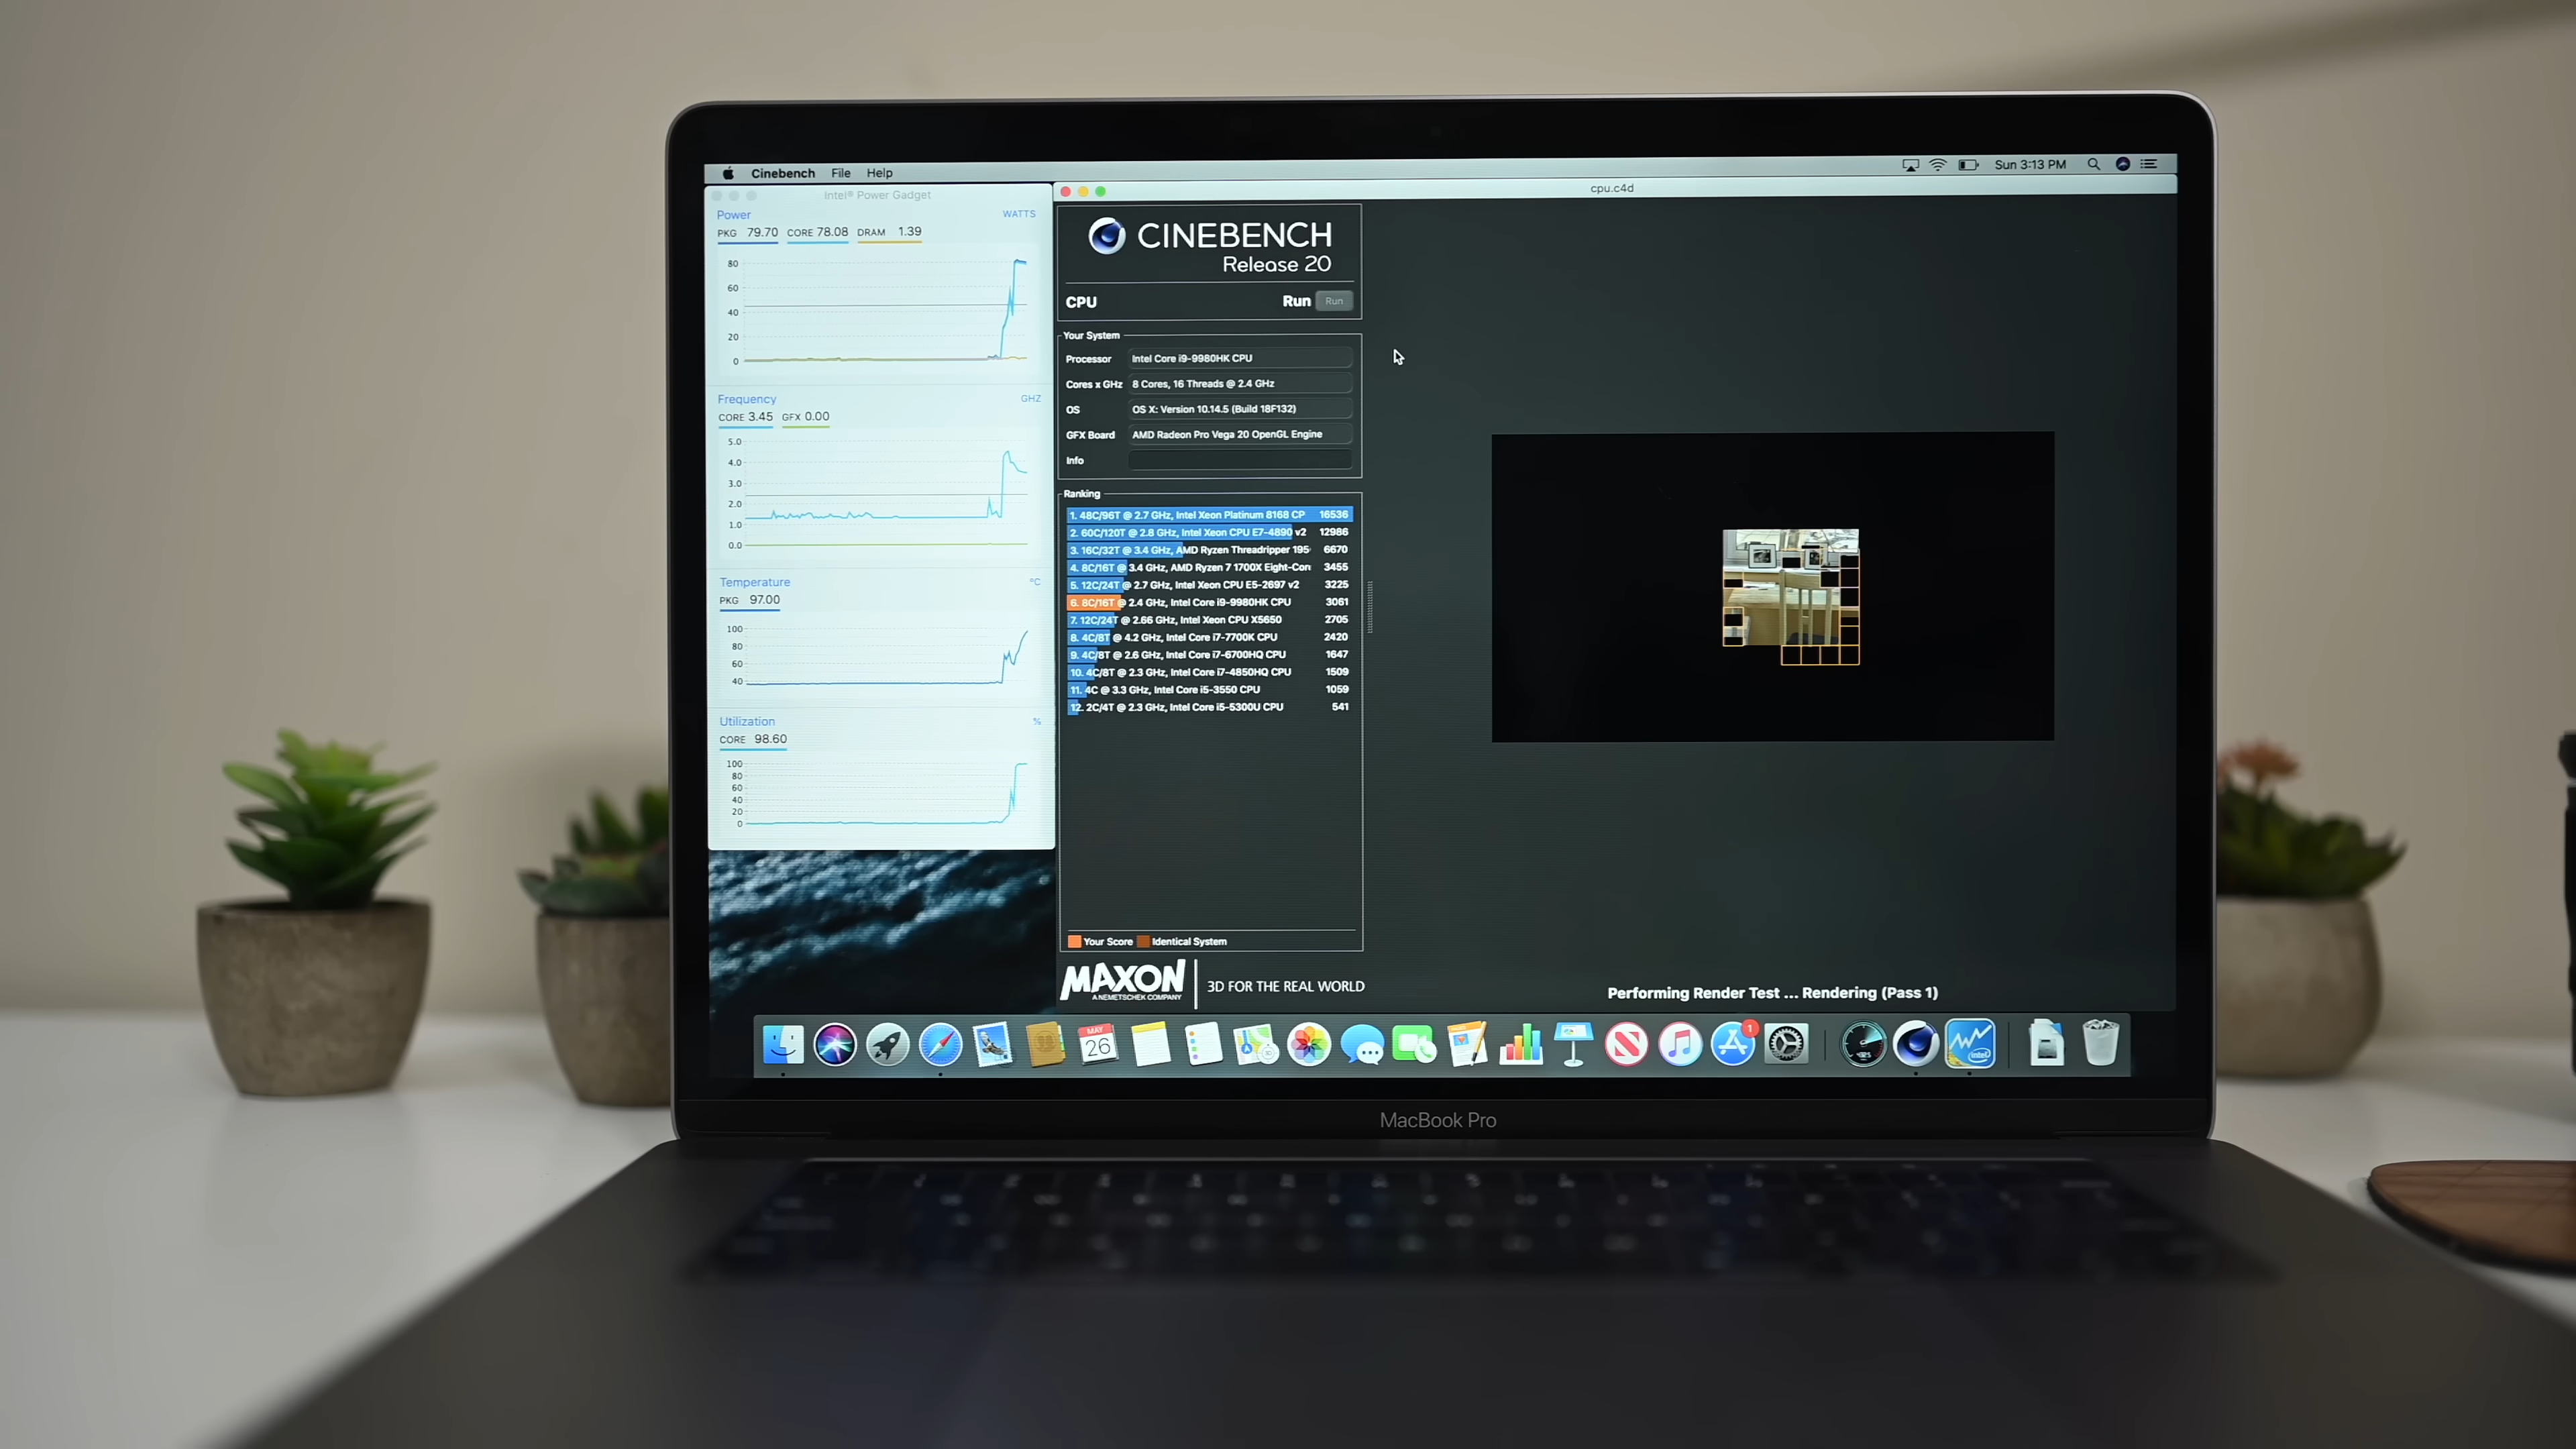 Cinebench File Help
Sun 3:13 PM
Intel® Power Gadget
Power WATTS
PKG 79.70 CORE 78.08 DRAM 1.39
80
60
40
20
0
Frequency GHZ
CORE 3.45 GFX 0.00
5.0
4.0
3.0
2.0
1.0
0.0
Temperature °C
PKG 97.00
100
80
60
40
Utilization %
CORE 98.60
100
80
60
40
20
0
cpu.c4d
CINEBENCH
Release 20
CPU Run Run
Your System
Processor Intel Core i9-9980HK CPU
Cores x GHz 8 Cores, 16 Threads @ 2.4 GHz
OS OS X: Version 10.14.5 (Build 18F132)
GFX Board AMD Radeon Pro Vega 20 OpenGL Engine
Info
Ranking
1. 48C/96T @ 2.7 GHz, Intel Xeon Platinum 8168 CP 16536
2. 60C/120T @ 2.8 GHz, Intel Xeon CPU E7-4890 v2 12986
3. 16C/32T @ 3.4 GHz, AMD Ryzen Threadripper 195 6670
4. 8C/16T @ 3.4 GHz, AMD Ryzen 7 1700X Eight-Cor 3455
5. 12C/24T @ 2.7 GHz, Intel Xeon CPU E5-2697 v2 3225
6. 8C/16T @ 2.4 GHz, Intel Core i9-9980HK CPU 3061
7. 12C/24T @ 2.66 GHz, Intel Xeon CPU X5650 2705
8. 4C/8T @ 4.2 GHz, Intel Core i7-7700K CPU 2420
9. 4C/8T @ 2.6 GHz, Intel Core i7-6700HQ CPU 1647
10. 4C/8T @ 2.3 GHz, Intel Core i7-4850HQ CPU 1509
11. 4C @ 3.3 GHz, Intel Core i5-3550 CPU 1059
12. 2C/4T @ 2.3 GHz, Intel Core i5-5300U CPU 541
Your Score Identical System
MAXON 3D FOR THE REAL WORLD
A NEMETSCHEK COMPANY
Performing Render Test ... Rendering (Pass 1)
MAY
26
1
intel
MacBook Pro